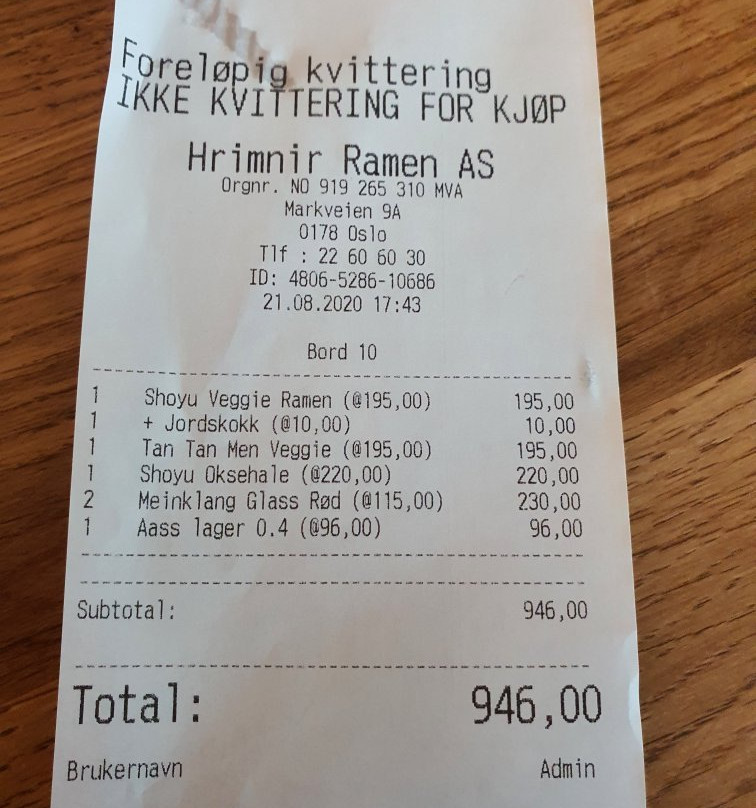 Foreløpig kvittering
IKKE KVITTERING FOR KJØP
Hrimnir Ramen AS
Orgnr. NO 919 265 310 MVA
Markveien 9A
0178 Oslo
Tlf : 22 60 60 30
ID: 4806-5286-10686
21.08.2020 17:43
Bord 10
1 Shoyu Veggie Ramen (@195,00) 195,00
1 + Jordskokk (@10,00) 10,00
1 Tan Tan Men Veggie (@195,00) 195,00
1 Shoyu Oksehale (@220,00) 220,00
2 Meinklang Glass Rød (@115,00) 230,00
1 Aass lager 0.4 (@96,00) 96,00
Subtotal: 946,00
Total: 946,00
Brukernavn Admin